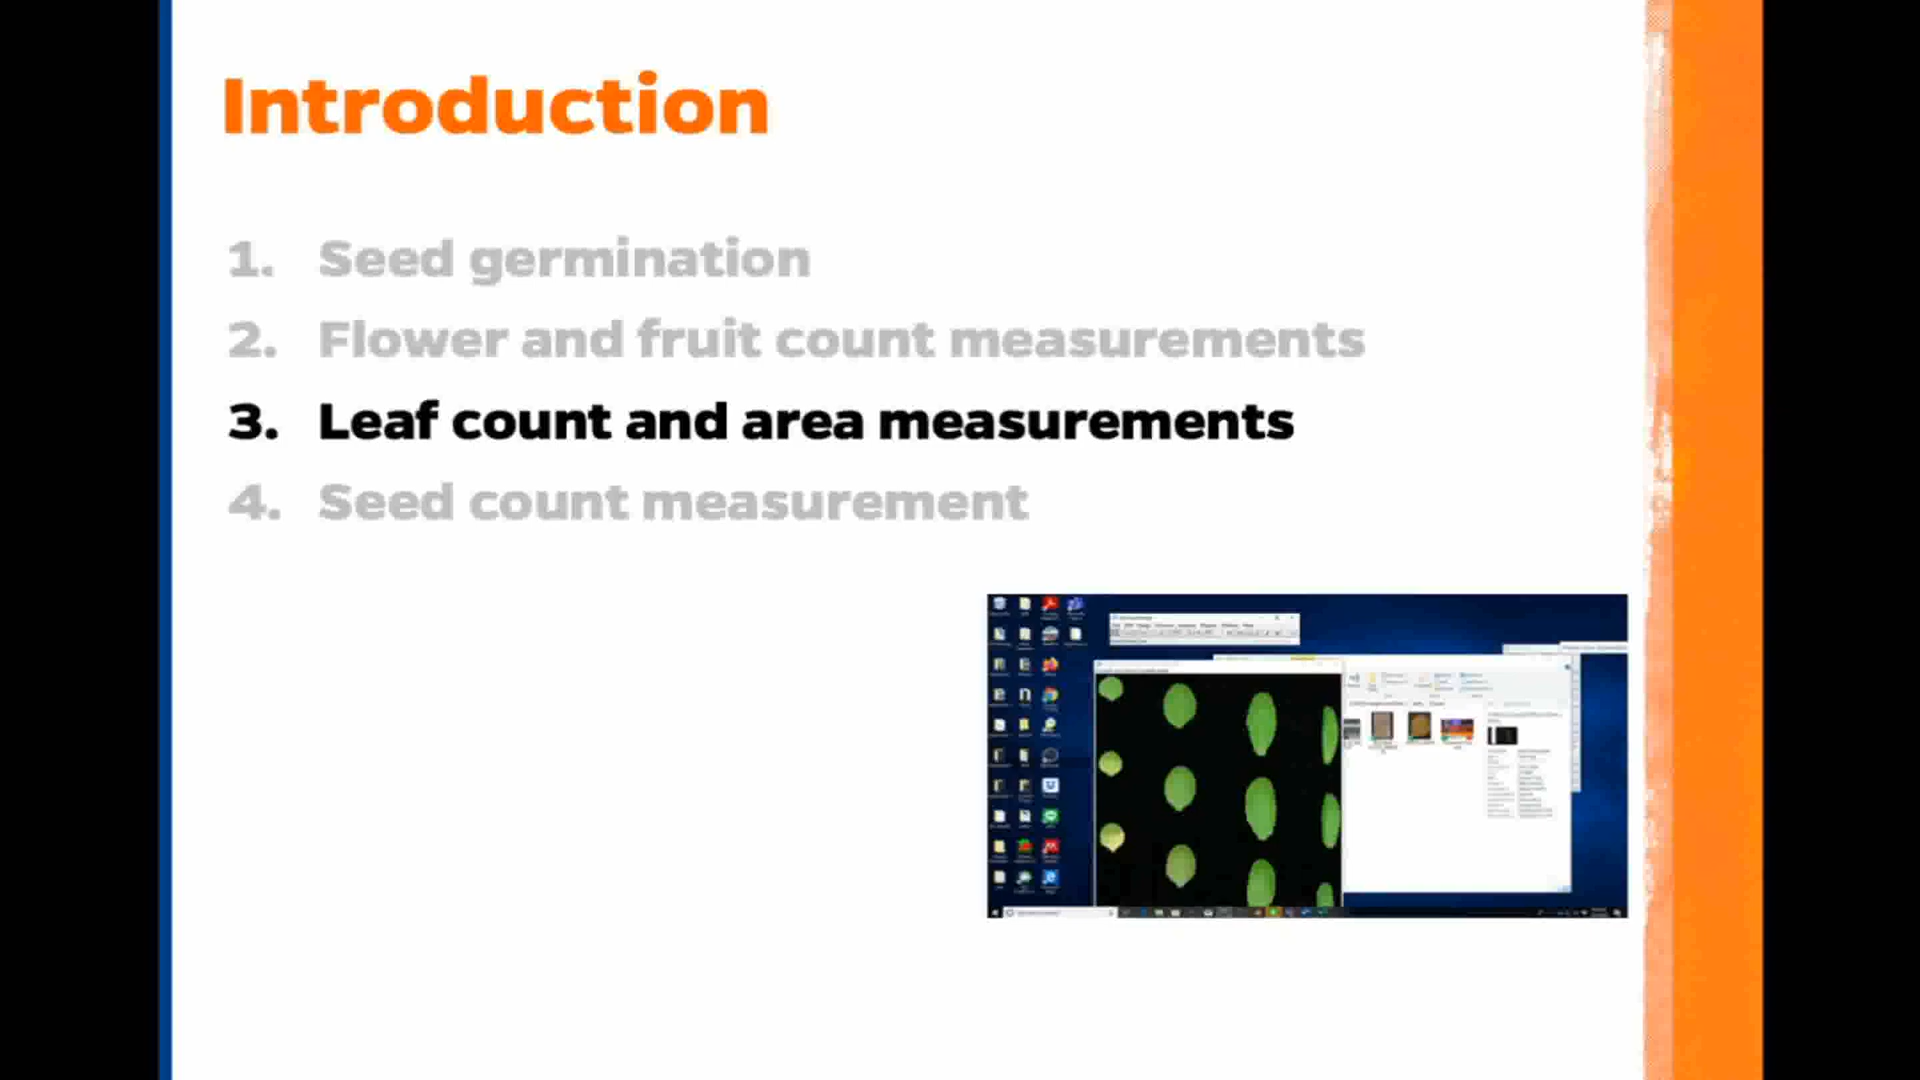 Introduction
1. Seed germination
2. Flower and fruit count measurements
3. Leaf count and area measurements
4. Seed count measurement